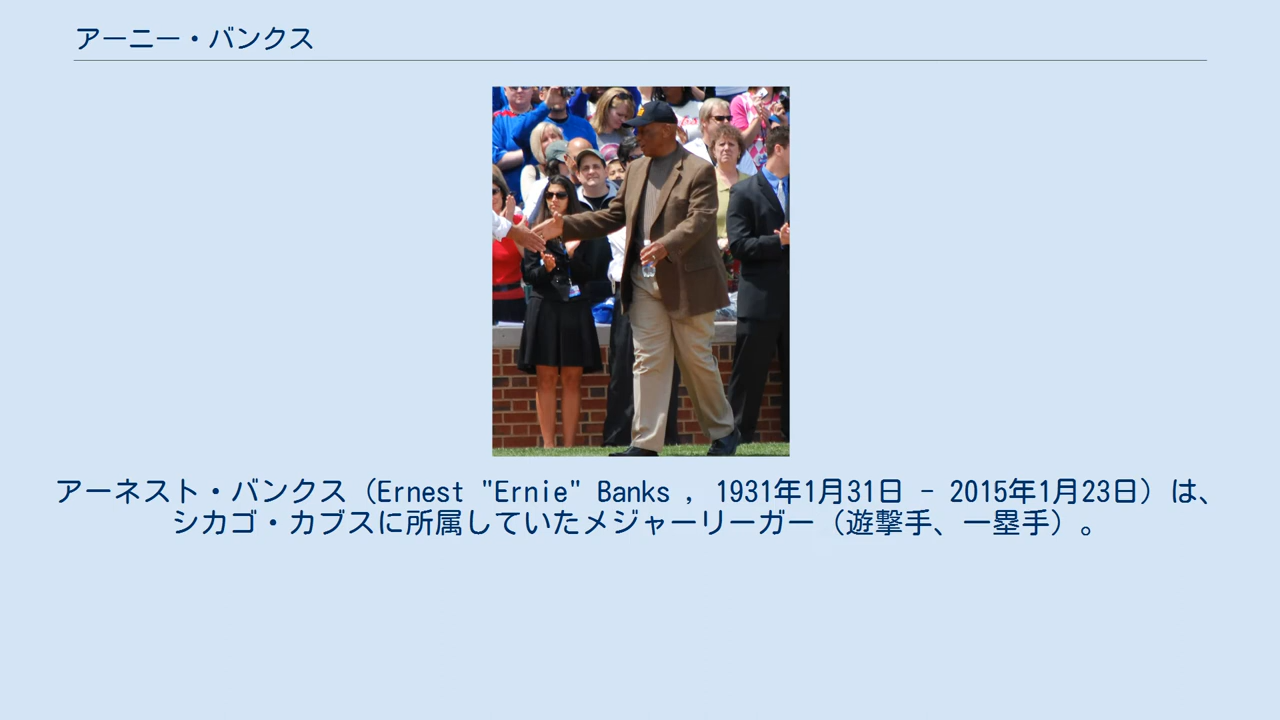 アーニー・バンクス
アーネスト・バンクス（Ernest "Ernie" Banks , 1931年1月31日 - 2015年1月23日）は、
シカゴ・カブスに所属していたメジャーリーガー（遊撃手、一塁手）。